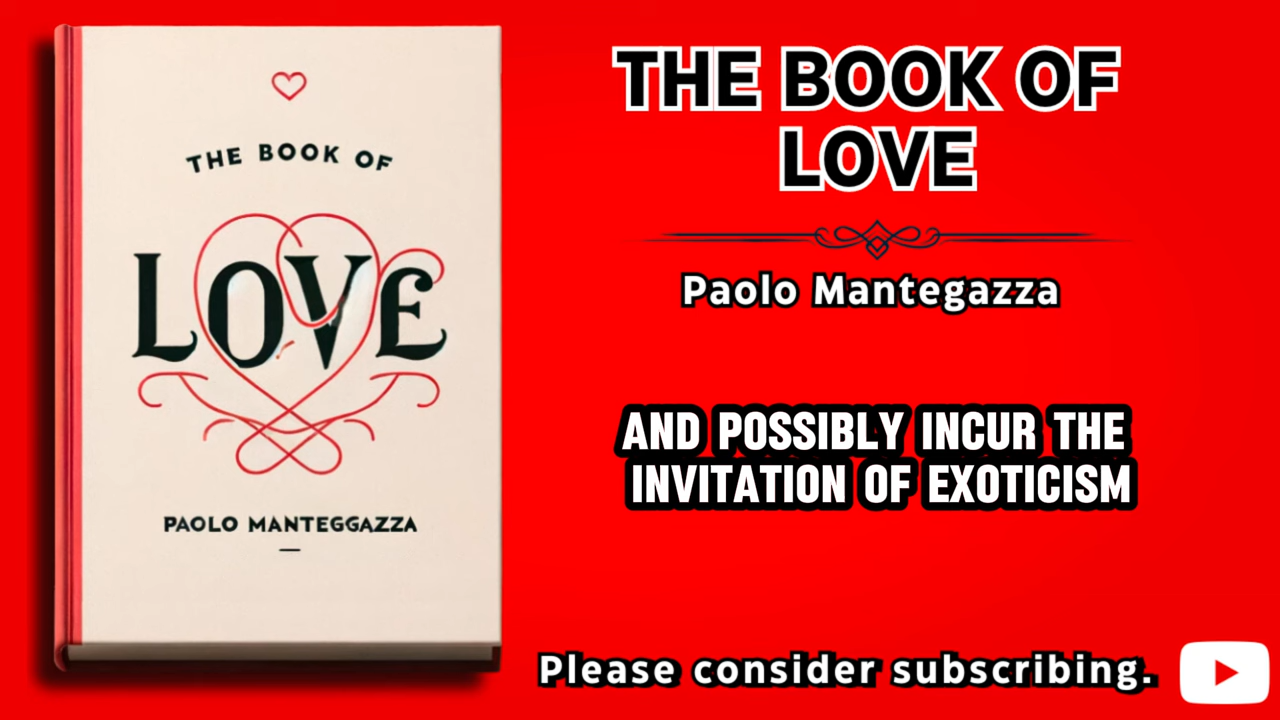 THE BOOK OF
LOVE
PAOLO MANTEGGAZZA
THE BOOK OF
LOVE
Paolo Mantegazza
AND POSSIBLY INCUR THE
INVITATION OF EXOTICISM
Please consider subscribing.